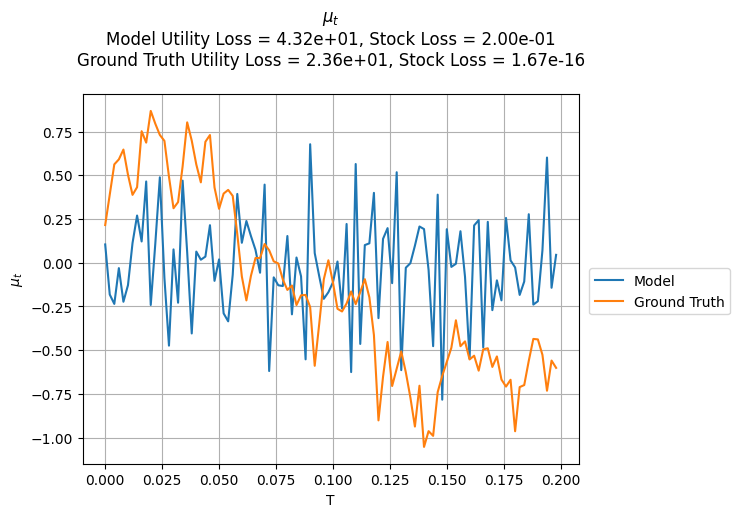 μt
Model Utility Loss = 4.32e+01, Stock Loss = 2.00e-01
Ground Truth Utility Loss = 2.36e+01, Stock Loss = 1.67e-16
0.75
0.50
0.25
0.00
−0.25
−0.50
−0.75
−1.00
μt
0.000 0.025 0.050 0.075 0.100 0.125 0.150 0.175 0.200
T
Model
Ground Truth